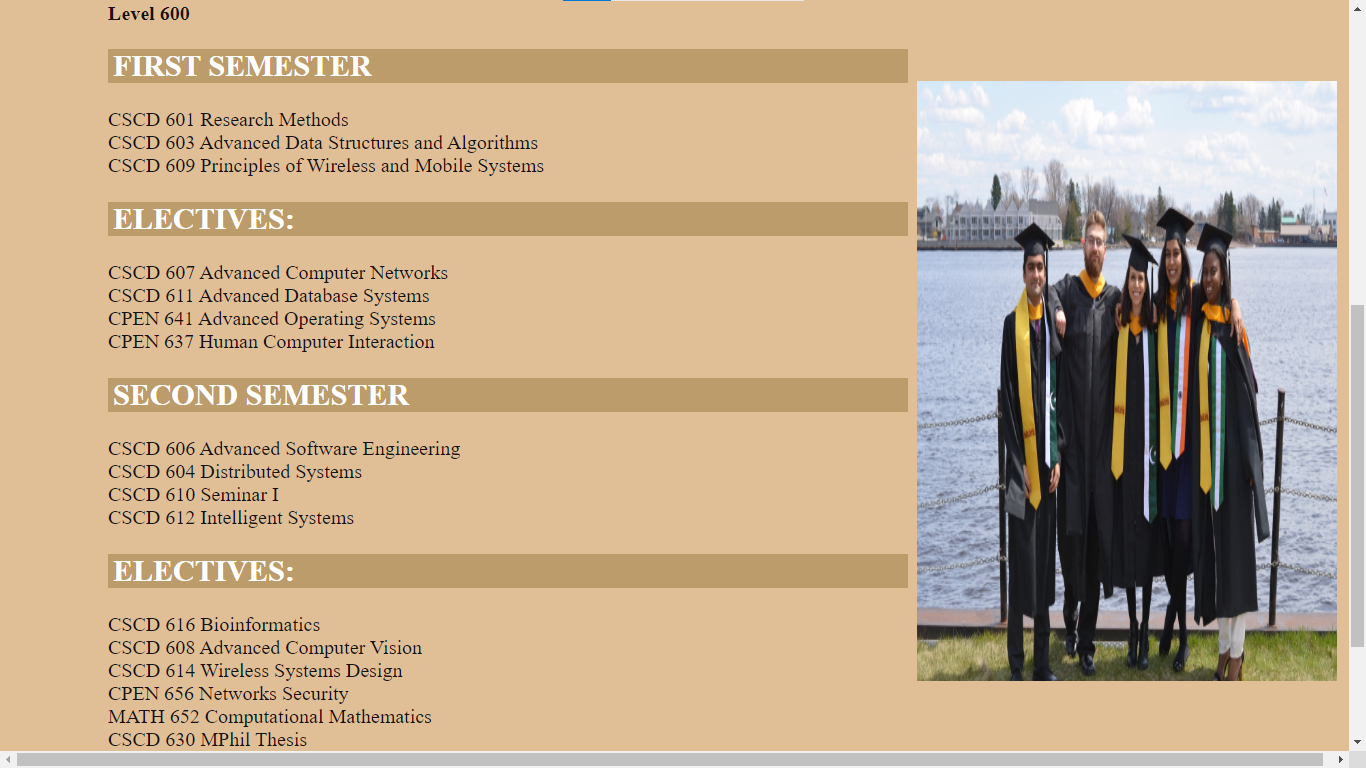 Level 600
FIRST SEMESTER
CSCD 601 Research Methods
CSCD 603 Advanced Data Structures and Algorithms
CSCD 609 Principles of Wireless and Mobile Systems
ELECTIVES:
CSCD 607 Advanced Computer Networks
CSCD 611 Advanced Database Systems
CPEN 641 Advanced Operating Systems
CPEN 637 Human Computer Interaction
SECOND SEMESTER
CSCD 606 Advanced Software Engineering
CSCD 604 Distributed Systems
CSCD 610 Seminar I
CSCD 612 Intelligent Systems
ELECTIVES:
CSCD 616 Bioinformatics
CSCD 608 Advanced Computer Vision
CSCD 614 Wireless Systems Design
CPEN 656 Networks Security
MATH 652 Computational Mathematics
CSCD 630 MPhil Thesis